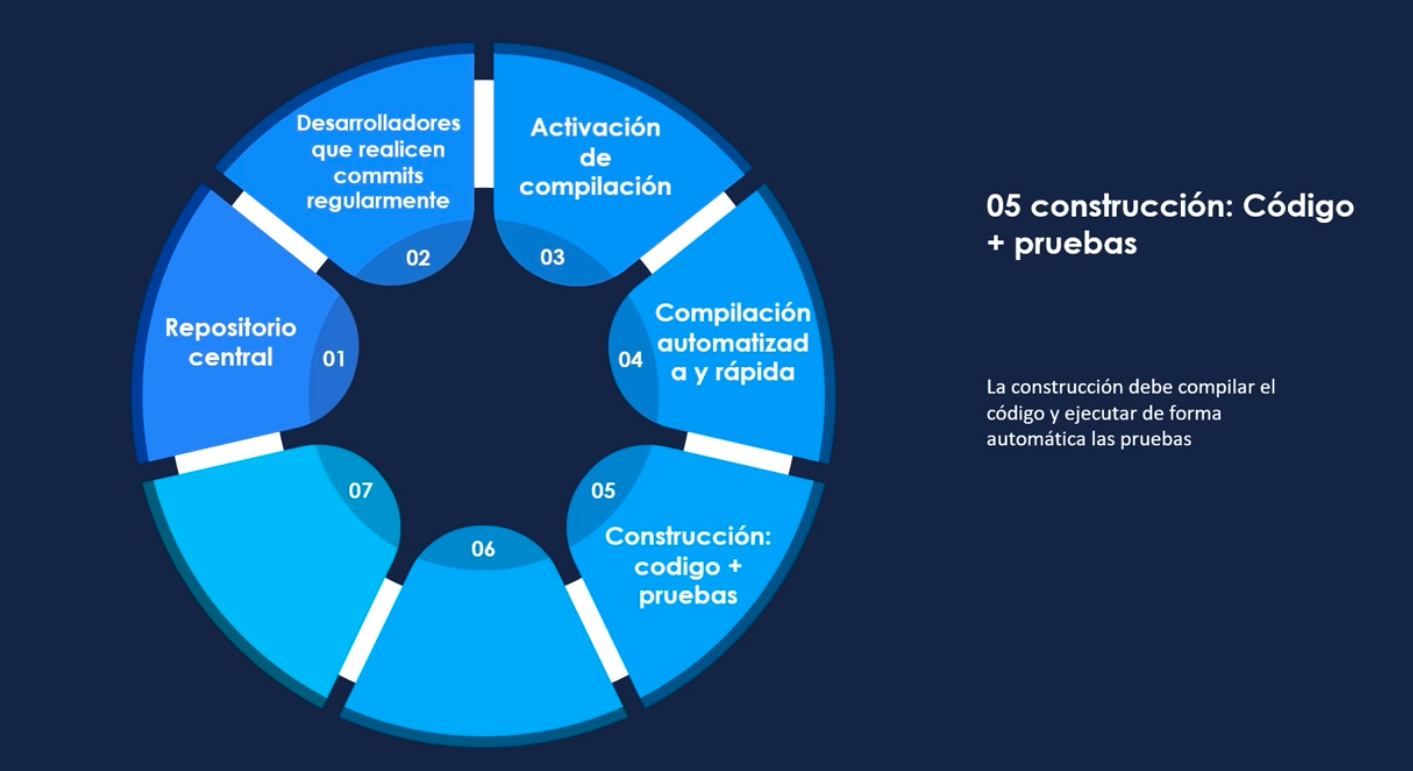 Desarrolladores
que realicen
commits
regularmente
02
Activación
de
compilación
03
Repositorio
central
01
Compilación
automatizad
a y rápida
04
07
06
05
Construcción:
codigo +
pruebas
05 construcción: Código
+ pruebas
La construcción debe compilar el
código y ejecutar de forma
automática las pruebas